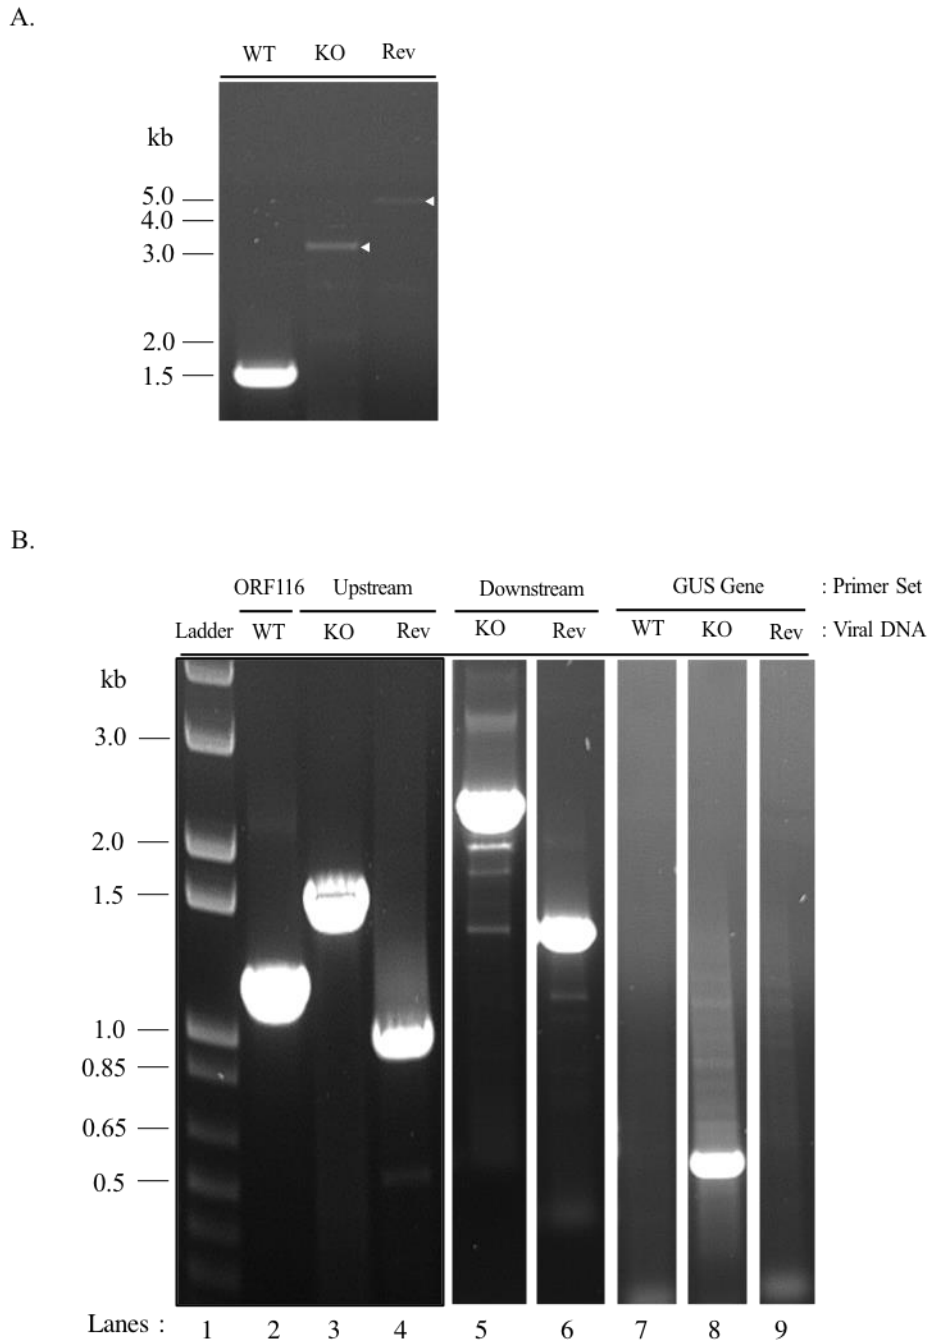 A.
WT KO Rev
kb
5.0
4.0
3.0
2.0
1.5
B.
ORF116 Upstream Downstream GUS Gene : Primer Set
Ladder WT KO Rev KO Rev WT KO Rev : Viral DNA
kb
3.0
2.0
1.5
1.0
0.85
0.65
0.5
Lanes : 1 2 3 4 5 6 7 8 9